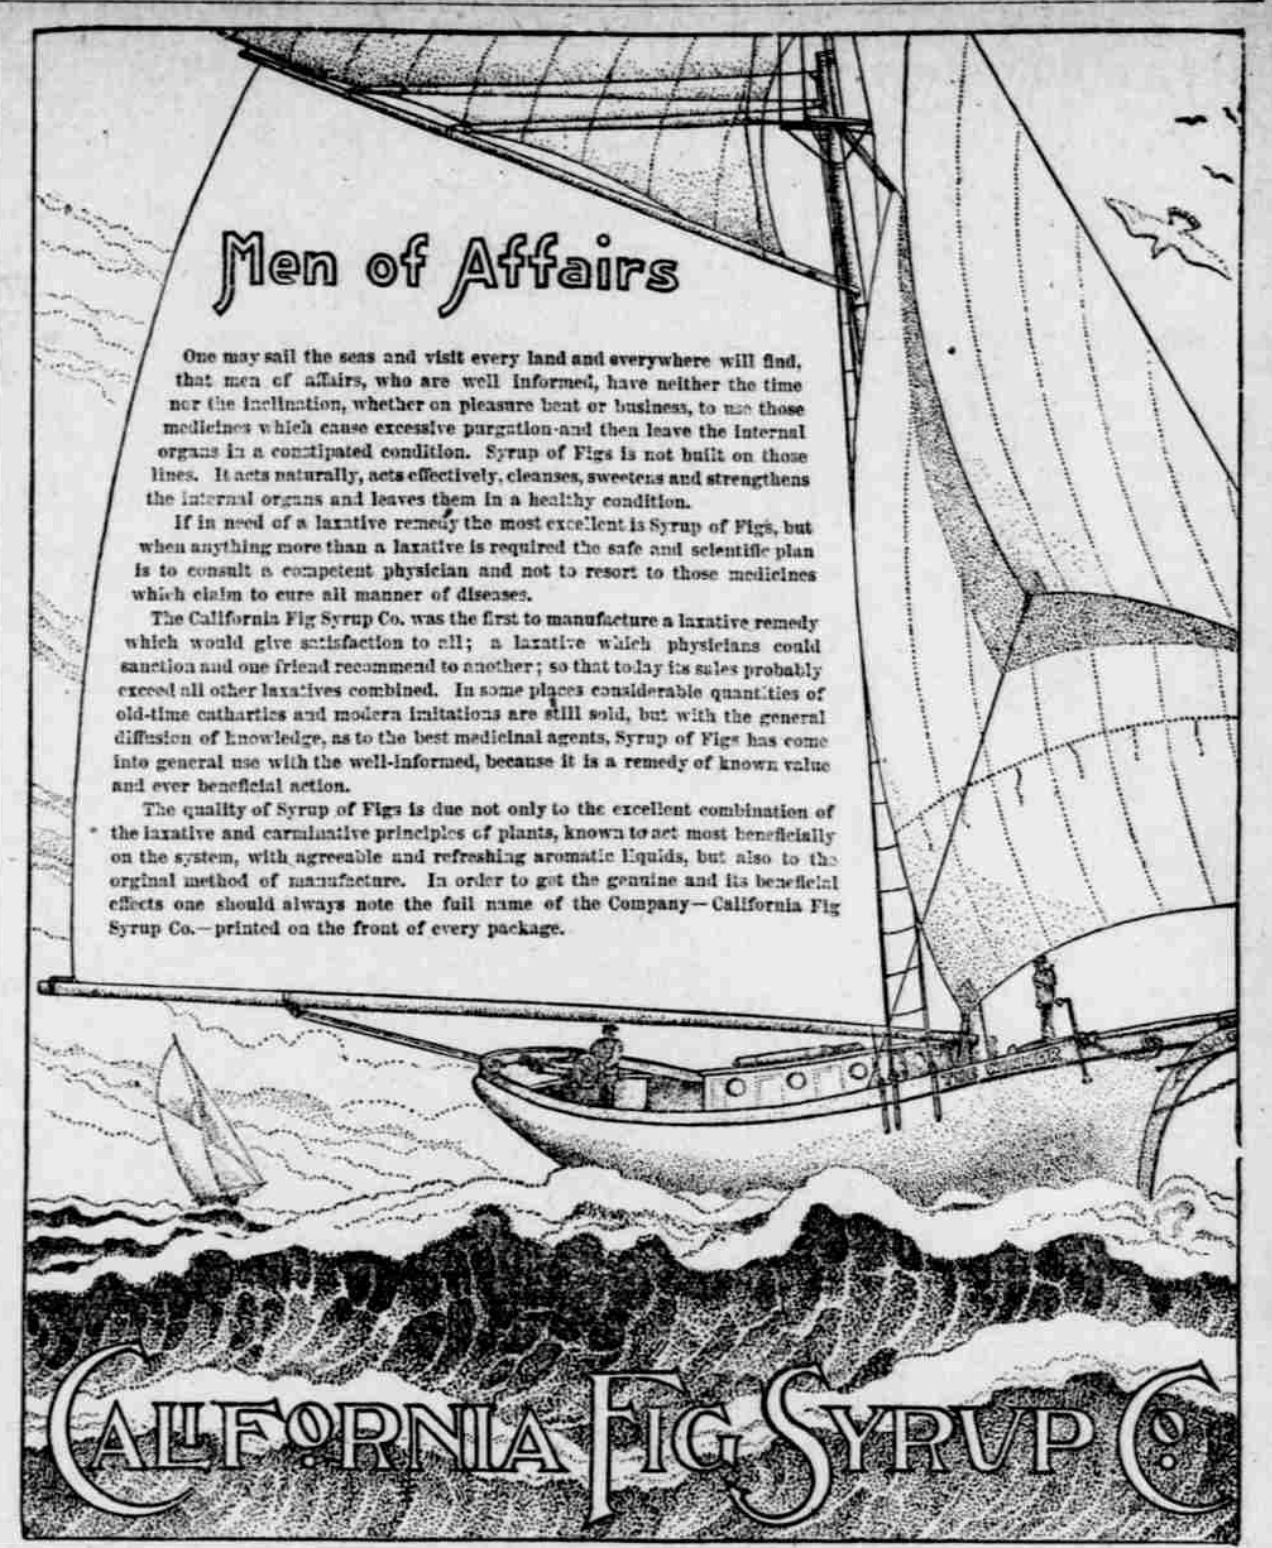 Men of Affairs
One may sail the seas and visit every land and everywhere will find,
that men of affairs, who are well informed, have neither the time
nor the inclination, whether on pleasure bent or business, to use those
medicines which cause excessive purgation and then leave the internal
organs in a constipated condition. Syrup of Figs is not built on those
lines. It acts naturally, acts effectively, cleanses, sweetens and strengthens
the internal organs and leaves them in a healthy condition.
If in need of a laxative remedy the most excellent is Syrup of Figs, but
when anything more than a laxative is required the safe and scientific plan
is to consult a competent physician and not to resort to those medicines
which claim to cure all manner of diseases.
The California Fig Syrup Co. was the first to manufacture a laxative remedy
which would give satisfaction to all; a laxative which physicians could
sanction and one friend recommend to another; so that today its sales probably
exceed all other laxatives combined. In some places considerable quantities of
old-time cathartics and modern imitations are still sold, but with the general
diffusion of knowledge, as to the best medicinal agents, Syrup of Figs has come
into general use with the well-informed, because it is a remedy of known value
and ever beneficial action.
The quality of Syrup of Figs is due not only to the excellent combination of
the laxative and carminative principles of plants, known to act most beneficially
on the system, with agreeable and refreshing aromatic liquids, but also to the
orginal method of manufacture. In order to get the genuine and its beneficial
effects one should always note the full name of the Company—California Fig
Syrup Co.—printed on the front of every package.
CALIFORNIA FIG SYRUP CO